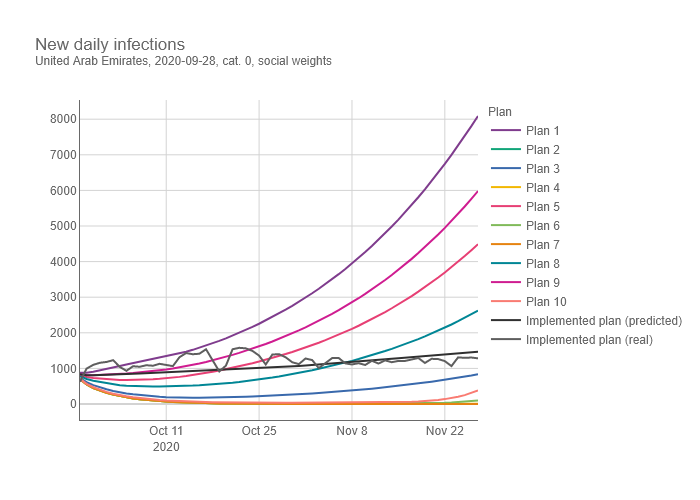 New daily infections
United Arab Emirates, 2020-09-28, cat. 0, social weights
8000
7000
6000
5000
4000
3000
2000
1000
0
Oct 11
2020
Oct 25
Nov 8
Nov 22
Plan
Plan 1
Plan 2
Plan 3
Plan 4
Plan 5
Plan 6
Plan 7
Plan 8
Plan 9
Plan 10
Implemented plan (predicted)
Implemented plan (real)